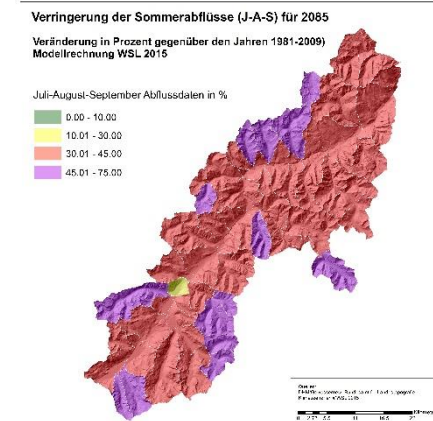 Verringerung der Sommerabflüsse (J-A-S) für 2085
Veränderung in Prozent gegenüber den Jahren 1981-2009)
Modellrechnung WSL 2015
Juli-August-September Abflussdaten in %
0.00 - 10.00
10.01 - 30.00
30.01 - 45.00
45.01 - 75.00